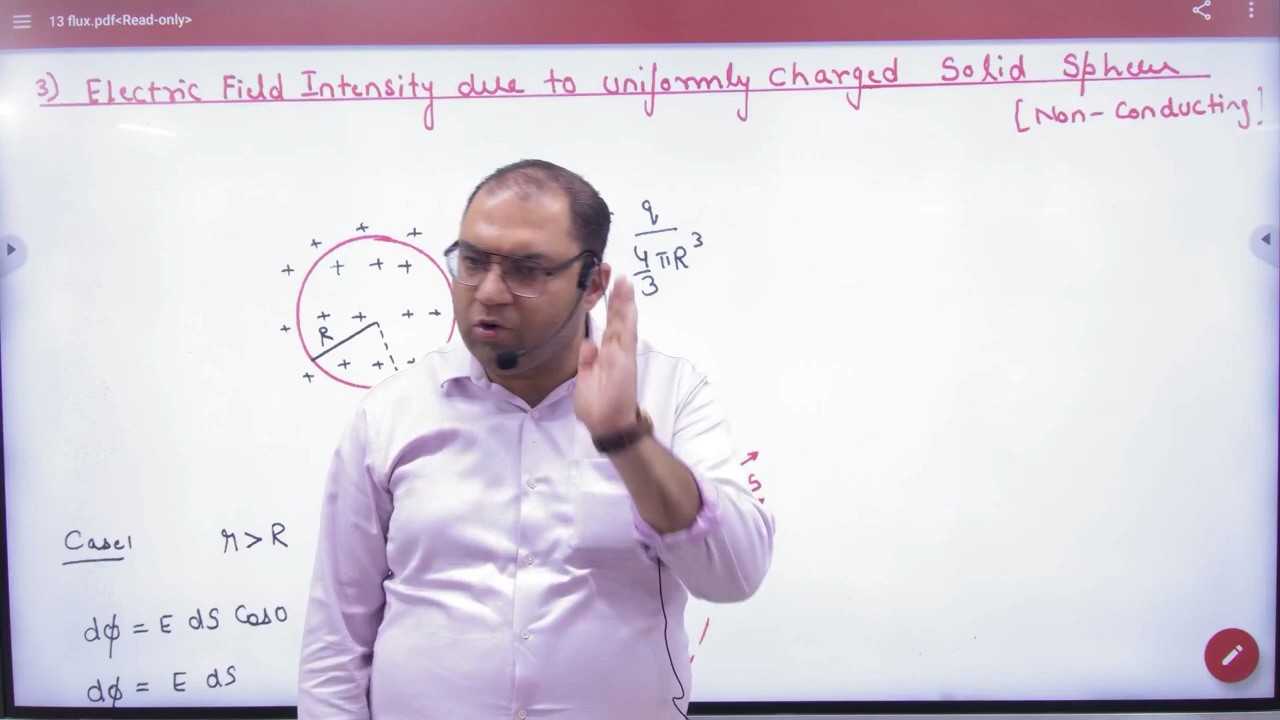 13 flux.pdf<Read-only>
3) Electric Field Intensity due to uniformly charged Solid Sphere
[Non-Conducting]
+ + +
+ + + +
+ + + +
+ R
+ + + -
q
4/3 πR³
S
Case1 r>R
dϕ = E dS Cos0
dϕ = E dS